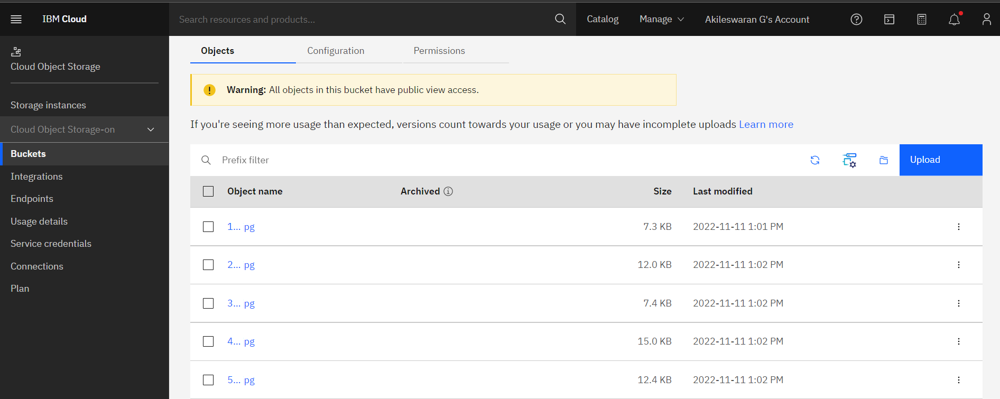 IBM Cloud
Search resources and products...
Catalog
Manage
Akileswaran G's Account
Cloud Object Storage
Storage instances
Cloud Object Storage-on
Buckets
Integrations
Endpoints
Usage details
Service credentials
Connections
Plan
Objects
Configuration
Permissions
Warning: All objects in this bucket have public view access.
If you're seeing more usage than expected, versions count towards your usage or you may have incomplete uploads Learn more
Prefix filter
Upload
Object name Archived Size Last modified
1... pg 7.3 KB 2022-11-11 1:01 PM
2... pg 12.0 KB 2022-11-11 1:02 PM
3... pg 7.4 KB 2022-11-11 1:02 PM
4... pg 15.0 KB 2022-11-11 1:02 PM
5... pg 12.4 KB 2022-11-11 1:02 PM